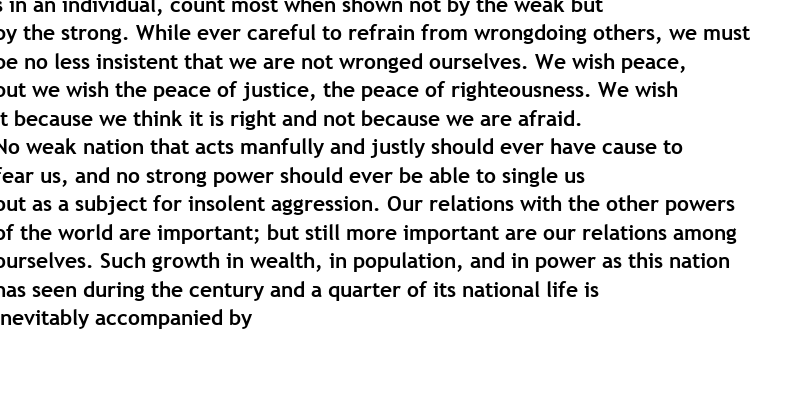 s in an individual, count most when shown not by the weak but
by the strong. While ever careful to refrain from wrongdoing others, we must
be no less insistent that we are not wronged ourselves. We wish peace,
but we wish the peace of justice, the peace of righteousness. We wish
t because we think it is right and not because we are afraid.
No weak nation that acts manfully and justly should ever have cause to
fear us, and no strong power should ever be able to single us
out as a subject for insolent aggression. Our relations with the other powers
of the world are important; but still more important are our relations among
ourselves. Such growth in wealth, in population, and in power as this nation
has seen during the century and a quarter of its national life is
nevitably accompanied by